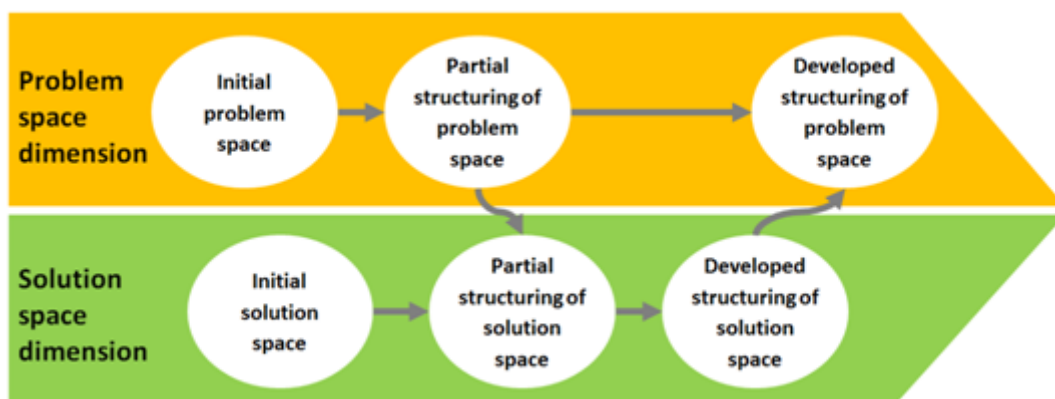 Problem
space
dimension
Initial
problem
space
Partial
structuring of
problem
space
Developed
structuring of
problem
space
Solution
space
dimension
Initial
solution
space
Partial
structuring of
solution
space
Developed
structuring of
solution
space